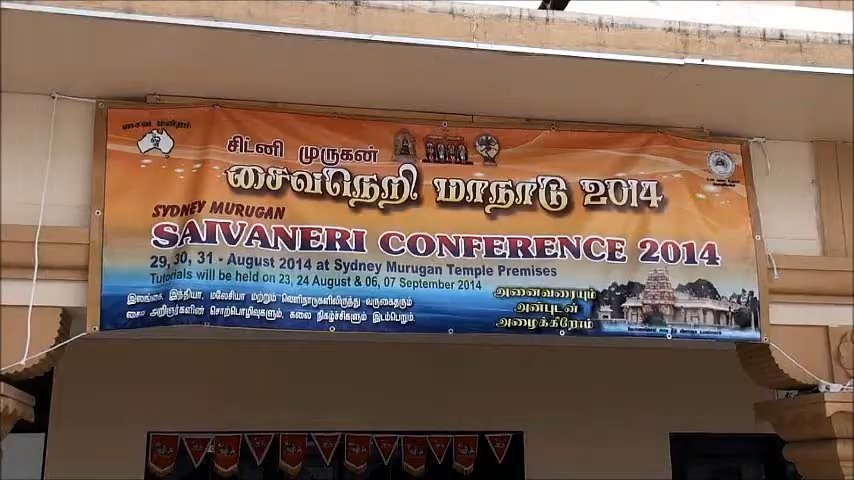 சைவ மன்றம்
சிட்னி முருகன்
சைவநெறி மாநாடு 2014
SYDNEY MURUGAN
SAIVANERI CONFERENCE 2014
29, 30, 31 - August 2014 at Sydney Murugan Temple Premises
Tutorials will be held on 23, 24 August & 06, 07 September 2014
இலங்கை, இந்தியா, மலேசியா மற்றும் வெளிநாடுகளிலிருந்து வருகைதரும்
சைவ அறிஞர்களின் சொற்பொழிவுகளும், கலை நிகழ்ச்சிகளும் இடம்பெறும்.
அனைவரையும்
அன்புடன்
அழைக்கிறோம்